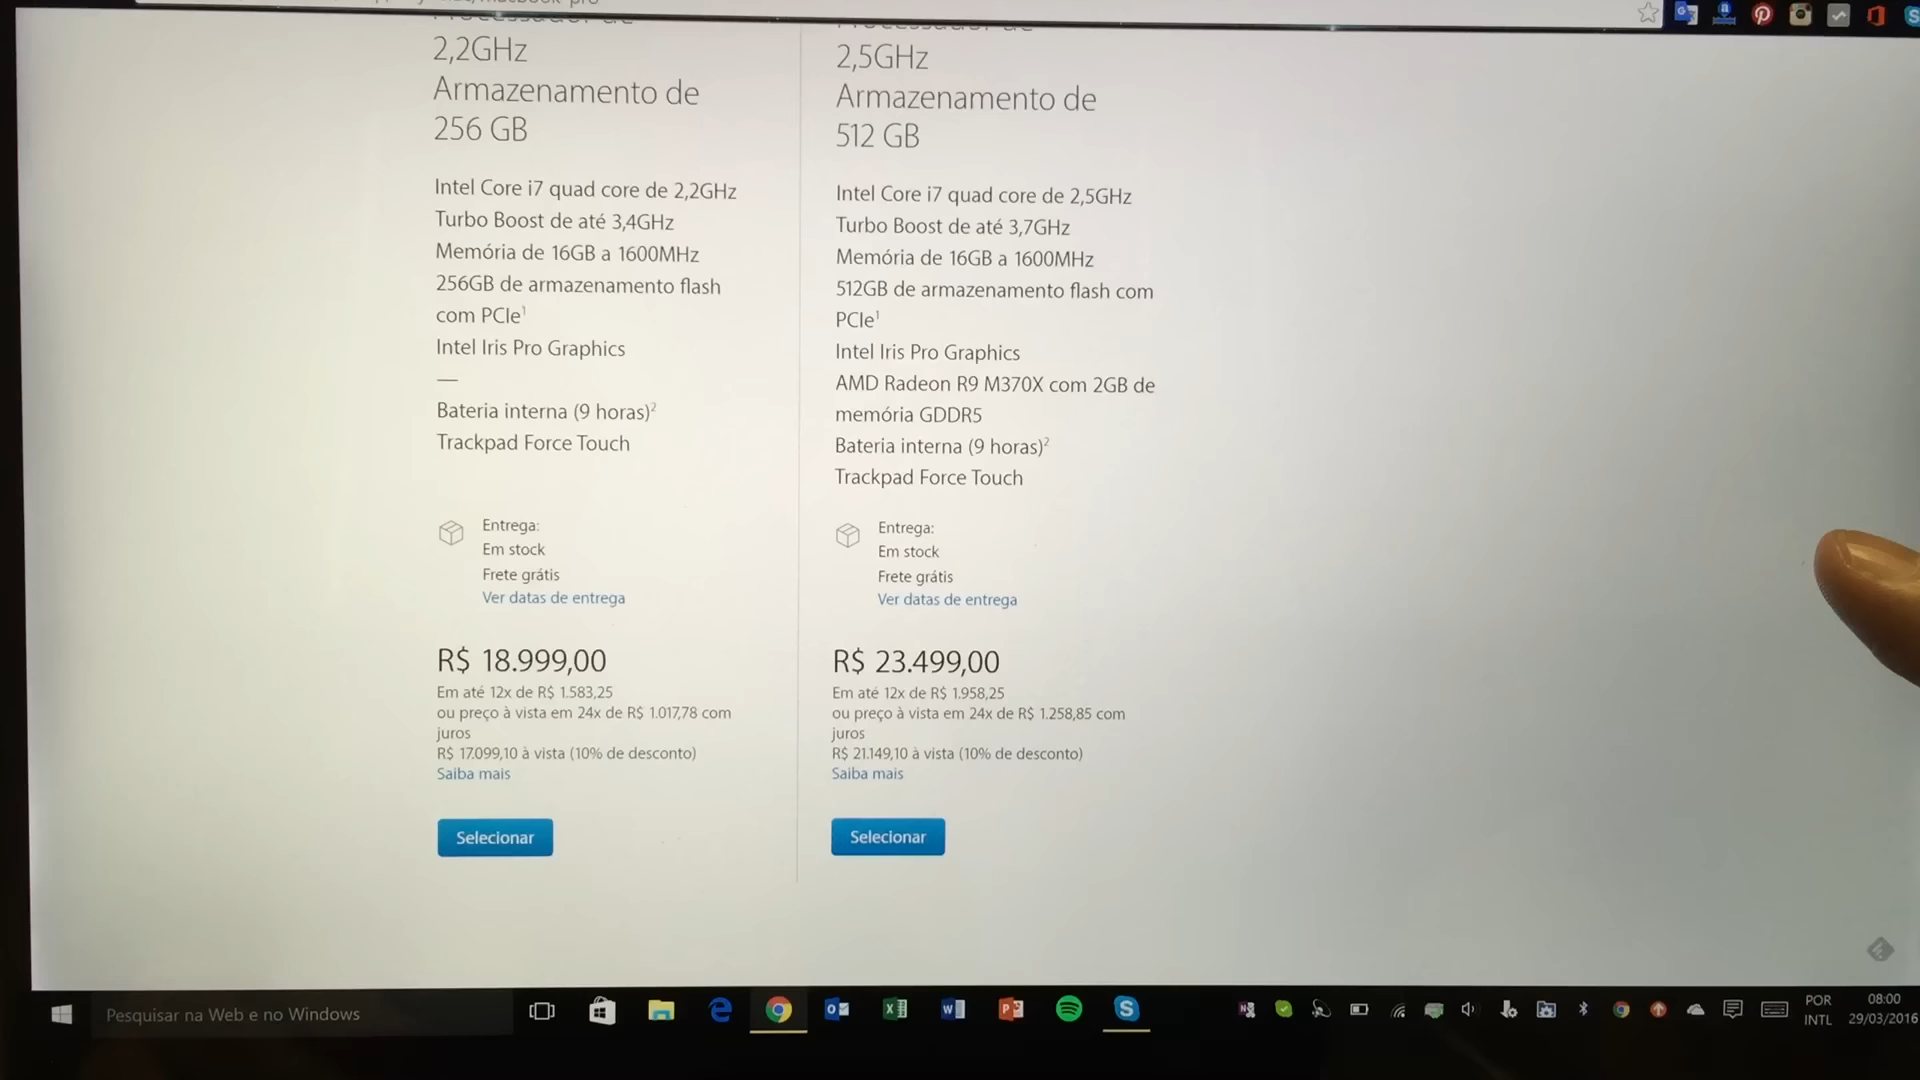 2,2GHz
Armazenamento de
256 GB
Intel Core i7 quad core de 2,2GHz
Turbo Boost de até 3,4GHz
Memória de 16GB a 1600MHz
256GB de armazenamento flash
com PCIe¹
Intel Iris Pro Graphics
—
Bateria interna (9 horas)²
Trackpad Force Touch
Entrega:
Em stock
Frete grátis
Ver datas de entrega
R$ 18.999,00
Em até 12x de R$ 1.583,25
ou preço à vista em 24x de R$ 1.017,78 com
juros
R$ 17.099,10 à vista (10% de desconto)
Saiba mais
Selecionar
2,5GHz
Armazenamento de
512 GB
Intel Core i7 quad core de 2,5GHz
Turbo Boost de até 3,7GHz
Memória de 16GB a 1600MHz
512GB de armazenamento flash com
PCIe¹
Intel Iris Pro Graphics
AMD Radeon R9 M370X com 2GB de
memória GDDR5
Bateria interna (9 horas)²
Trackpad Force Touch
Entrega:
Em stock
Frete grátis
Ver datas de entrega
R$ 23.499,00
Em até 12x de R$ 1.958,25
ou preço à vista em 24x de R$ 1.258,85 com
juros
R$ 21.149,10 à vista (10% de desconto)
Saiba mais
Selecionar
Pesquisar na Web e no Windows
POR
INTL
08:00
29/03/2016